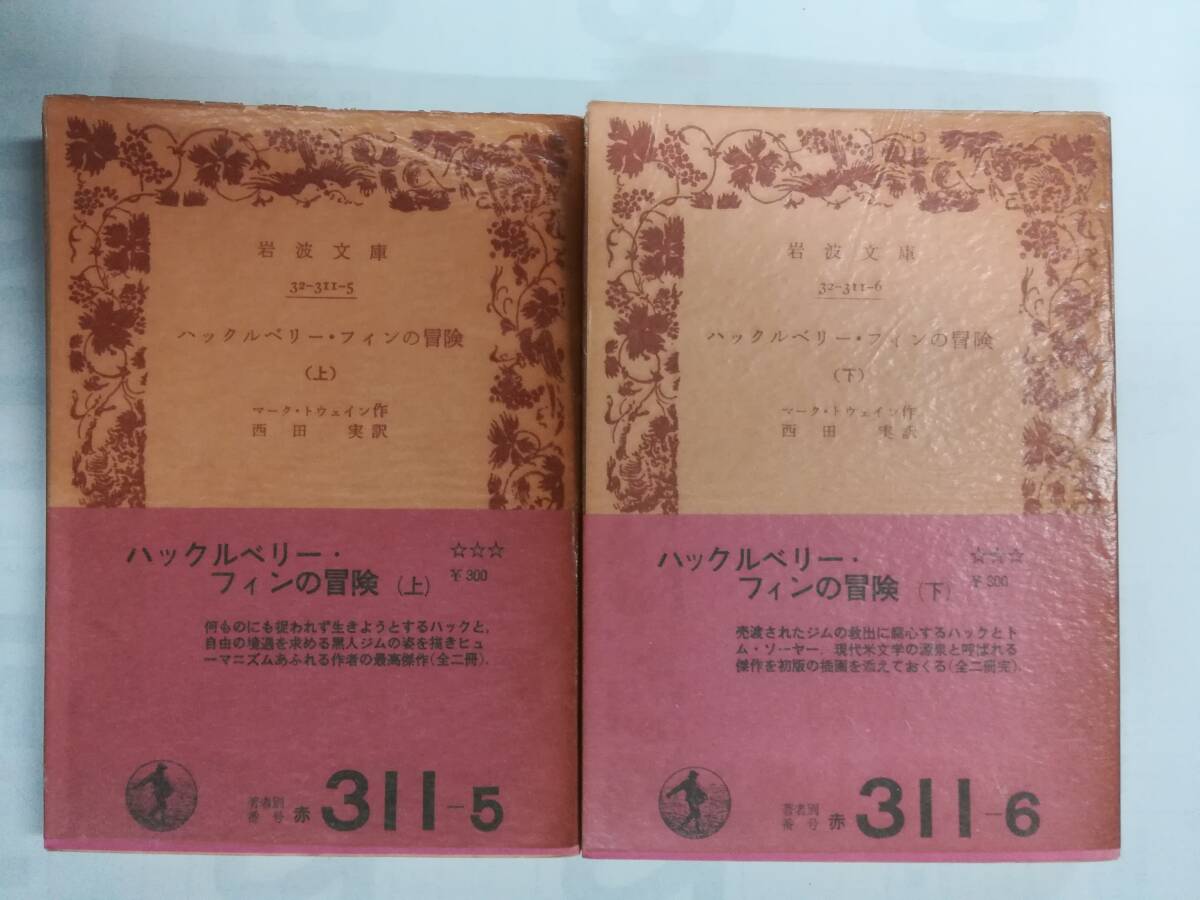 岩波文庫
32-311-5
ハックルベリー・フィンの冒険
(上)
マーク・トウェイン作
西田 実訳
ハックルベリー・
フィンの冒険 (上)
☆☆☆
¥300
何ものにも捉われず生きようとするハックと,
自由の境遇を求める黒人ジムの姿を描きヒュ
ーマニズムあふれる作者の最高傑作(全二冊).
著者別
番号 赤 311-5
岩波文庫
32-311-6
ハックルベリー・フィンの冒険
(下)
マーク・トウェイン作
西田 実訳
ハックルベリー・
フィンの冒険 (下)
☆☆☆
¥300
売渡されたジムの救出に腐心するハックとト
ム・ソーヤー. 現代米文学の源泉と呼ばれる
傑作を初版の挿画を添えておくる(全二冊完).
著者別
番号 赤 311-6